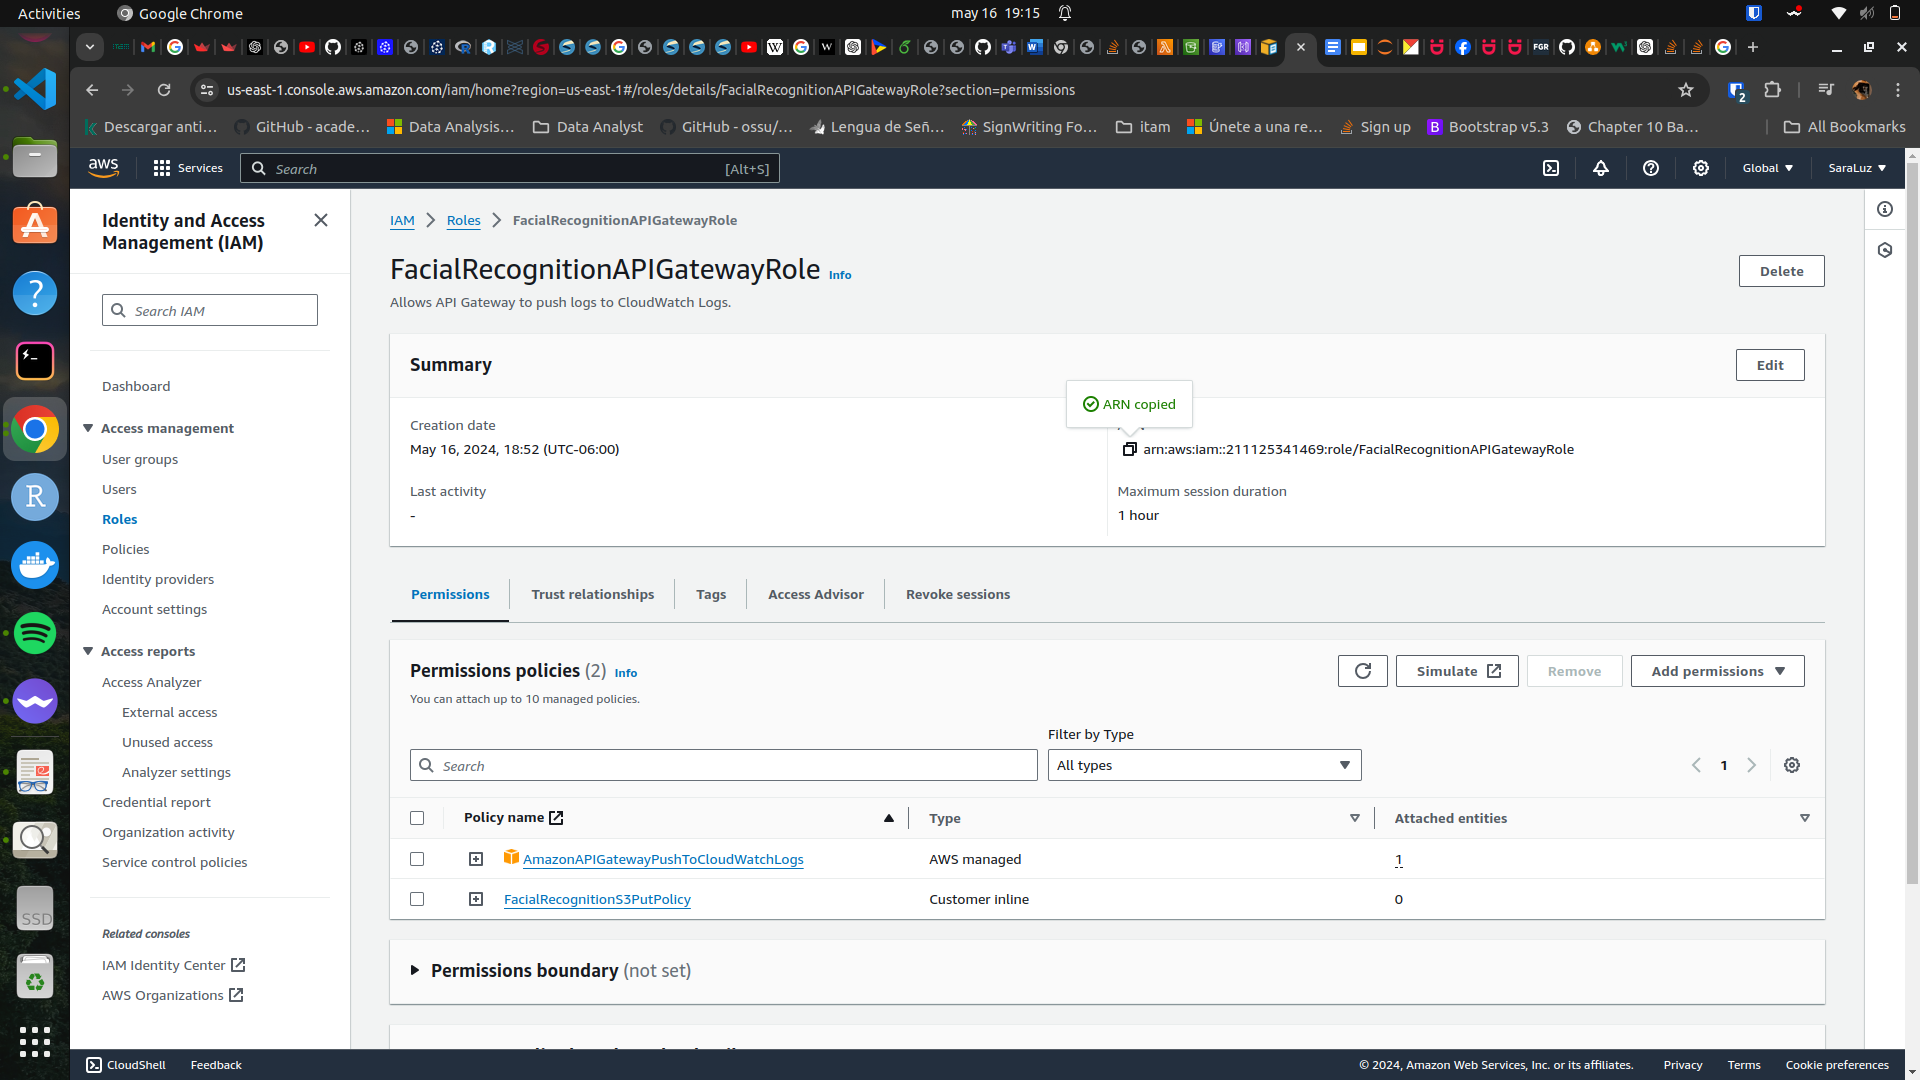 Activities
Google Chrome
may 16 19:15
us-east-1.console.aws.amazon.com/iam/home?region=us-east-1#/roles/details/FacialRecognitionAPIGatewayRole?section=permissions
2
Descargar anti…
GitHub - acade…
Data Analysis…
Data Analyst
GitHub - ossu/…
Lengua de Señ…
SignWriting Fo…
itam
Únete a una re…
Sign up
Bootstrap v5.3
Chapter 10 Ba…
All Bookmarks
aws
Services
Search
[Alt+S]
Global
SaraLuz
Identity and Access
Management (IAM)
Search IAM
Dashboard
Access management
User groups
Users
Roles
Policies
Identity providers
Account settings
Access reports
Access Analyzer
External access
Unused access
Analyzer settings
Credential report
Organization activity
Service control policies
Related consoles
IAM Identity Center
AWS Organizations
IAM
Roles
FacialRecognitionAPIGatewayRole
FacialRecognitionAPIGatewayRole Info
Delete
Allows API Gateway to push logs to CloudWatch Logs.
Summary
Edit
ARN copied
Creation date
May 16, 2024, 18:52 (UTC-06:00)
arn:aws:iam::211125341469:role/FacialRecognitionAPIGatewayRole
Last activity
-
Maximum session duration
1 hour
Permissions
Trust relationships
Tags
Access Advisor
Revoke sessions
Permissions policies (2) Info
You can attach up to 10 managed policies.
Simulate
Remove
Add permissions
Filter by Type
Search
All types
1
Policy name
Type
Attached entities
AmazonAPIGatewayPushToCloudWatchLogs
AWS managed
1
FacialRecognitionS3PutPolicy
Customer inline
0
Permissions boundary (not set)
SSD
CloudShell
Feedback
© 2024, Amazon Web Services, Inc. or its affiliates.
Privacy
Terms
Cookie preferences